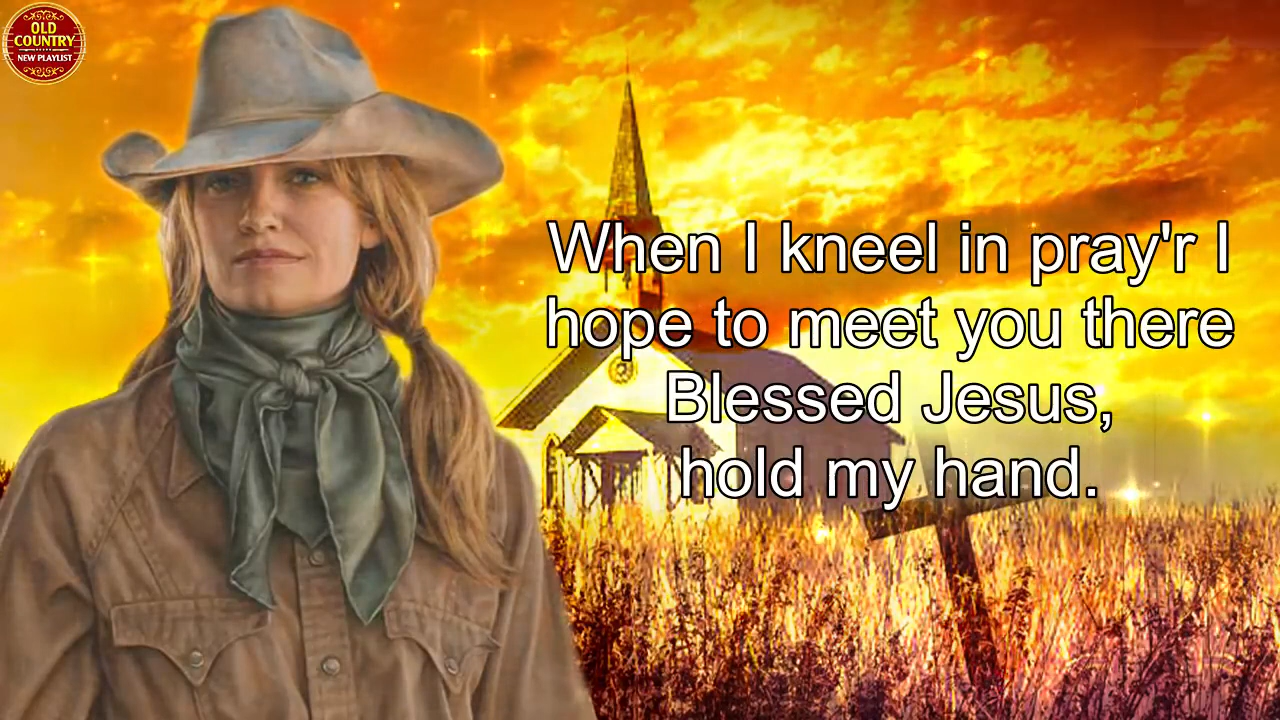 OLD
COUNTRY
NEW PLAYLIST
When I kneel in pray'r I
hope to meet you there
Blessed Jesus,
hold my hand.